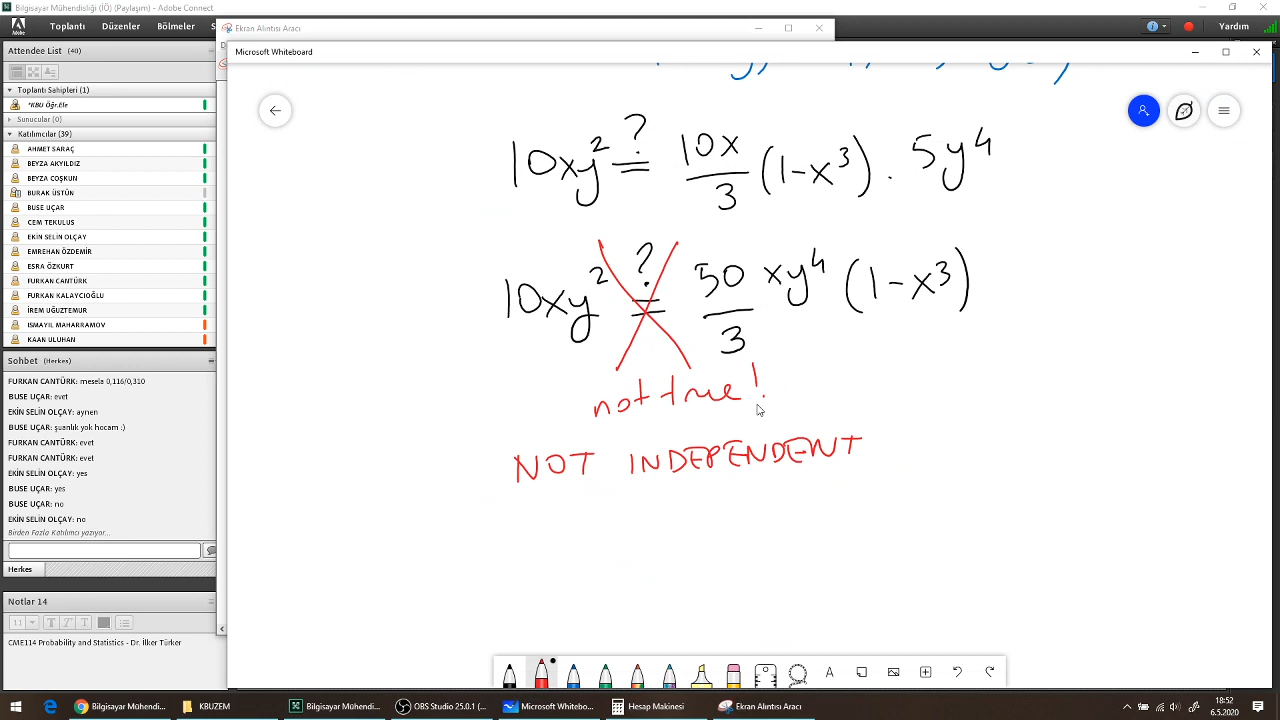 Bilgisayar Mühendisliği (İÖ) (Paylaşım) - Adobe Connect
Toplantı Düzenler Bölmeler Yardım
Ekran Alıntısı Aracı
Attendee List (40)
Microsoft Whiteboard
Toplantı Sahipleri (1)
*KBU Öğr.Ele
Sunucular (0)
Katılımcılar (39)
AHMET SARAÇ
BEYZA AKYILDIZ
BEYZA COŞKUN
BURAK ÜSTÜN
BUSE UÇAR
CEM TEKULUS
EKİN SELİN OLÇAY
EMREHAN ÖZDEMİR
ESRA ÖZKURT
FURKAN CANTÜRK
FURKAN KALAYCIOĞLU
İREM UĞUZTEMUR
ISMAYIL MAHARRAMOV
KAAN ULUHAN
Sohbet (Herkes)
FURKAN CANTÜRK: mesela 0,116/0,310
BUSE UÇAR: evet
EKİN SELİN OLÇAY: aynen
BUSE UÇAR: şuanlık yok hocam :)
FURKAN CANTÜRK: evet
FURKAN CANTÜRK: evet
EKİN SELİN OLÇAY: yes
BUSE UÇAR: yes
BUSE UÇAR: no
EKİN SELİN OLÇAY: no
Birden Fazla Katılımcı yazıyor...
Herkes
Notlar 14
11
CME114 Probability and Statistics - Dr. İlker Türker
10xy² ?= 10x/3 (1-x³) . 5y⁴
10xy² ?= 50/3 xy⁴ (1-x³)
not true!
NOT INDEPENDENT
Bilgisayar Mühendi... KRUZEM Bilgisayar Mühendi... OBS Studio 25.0.1 (... Microsoft Whitebo... Hesap Makinesi Ekran Alıntısı Aracı
18:52
6.5.2020